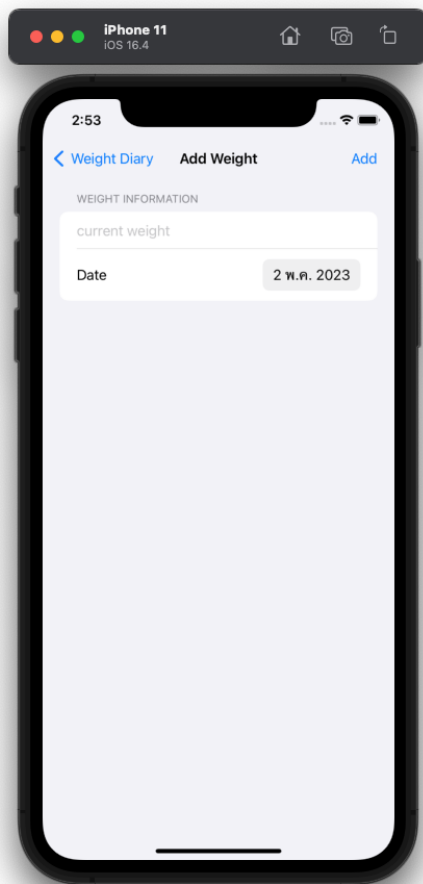 iPhone 11
iOS 16.4
2:53
Weight Diary Add Weight Add
WEIGHT INFORMATION
current weight
Date 2 พ.ค. 2023